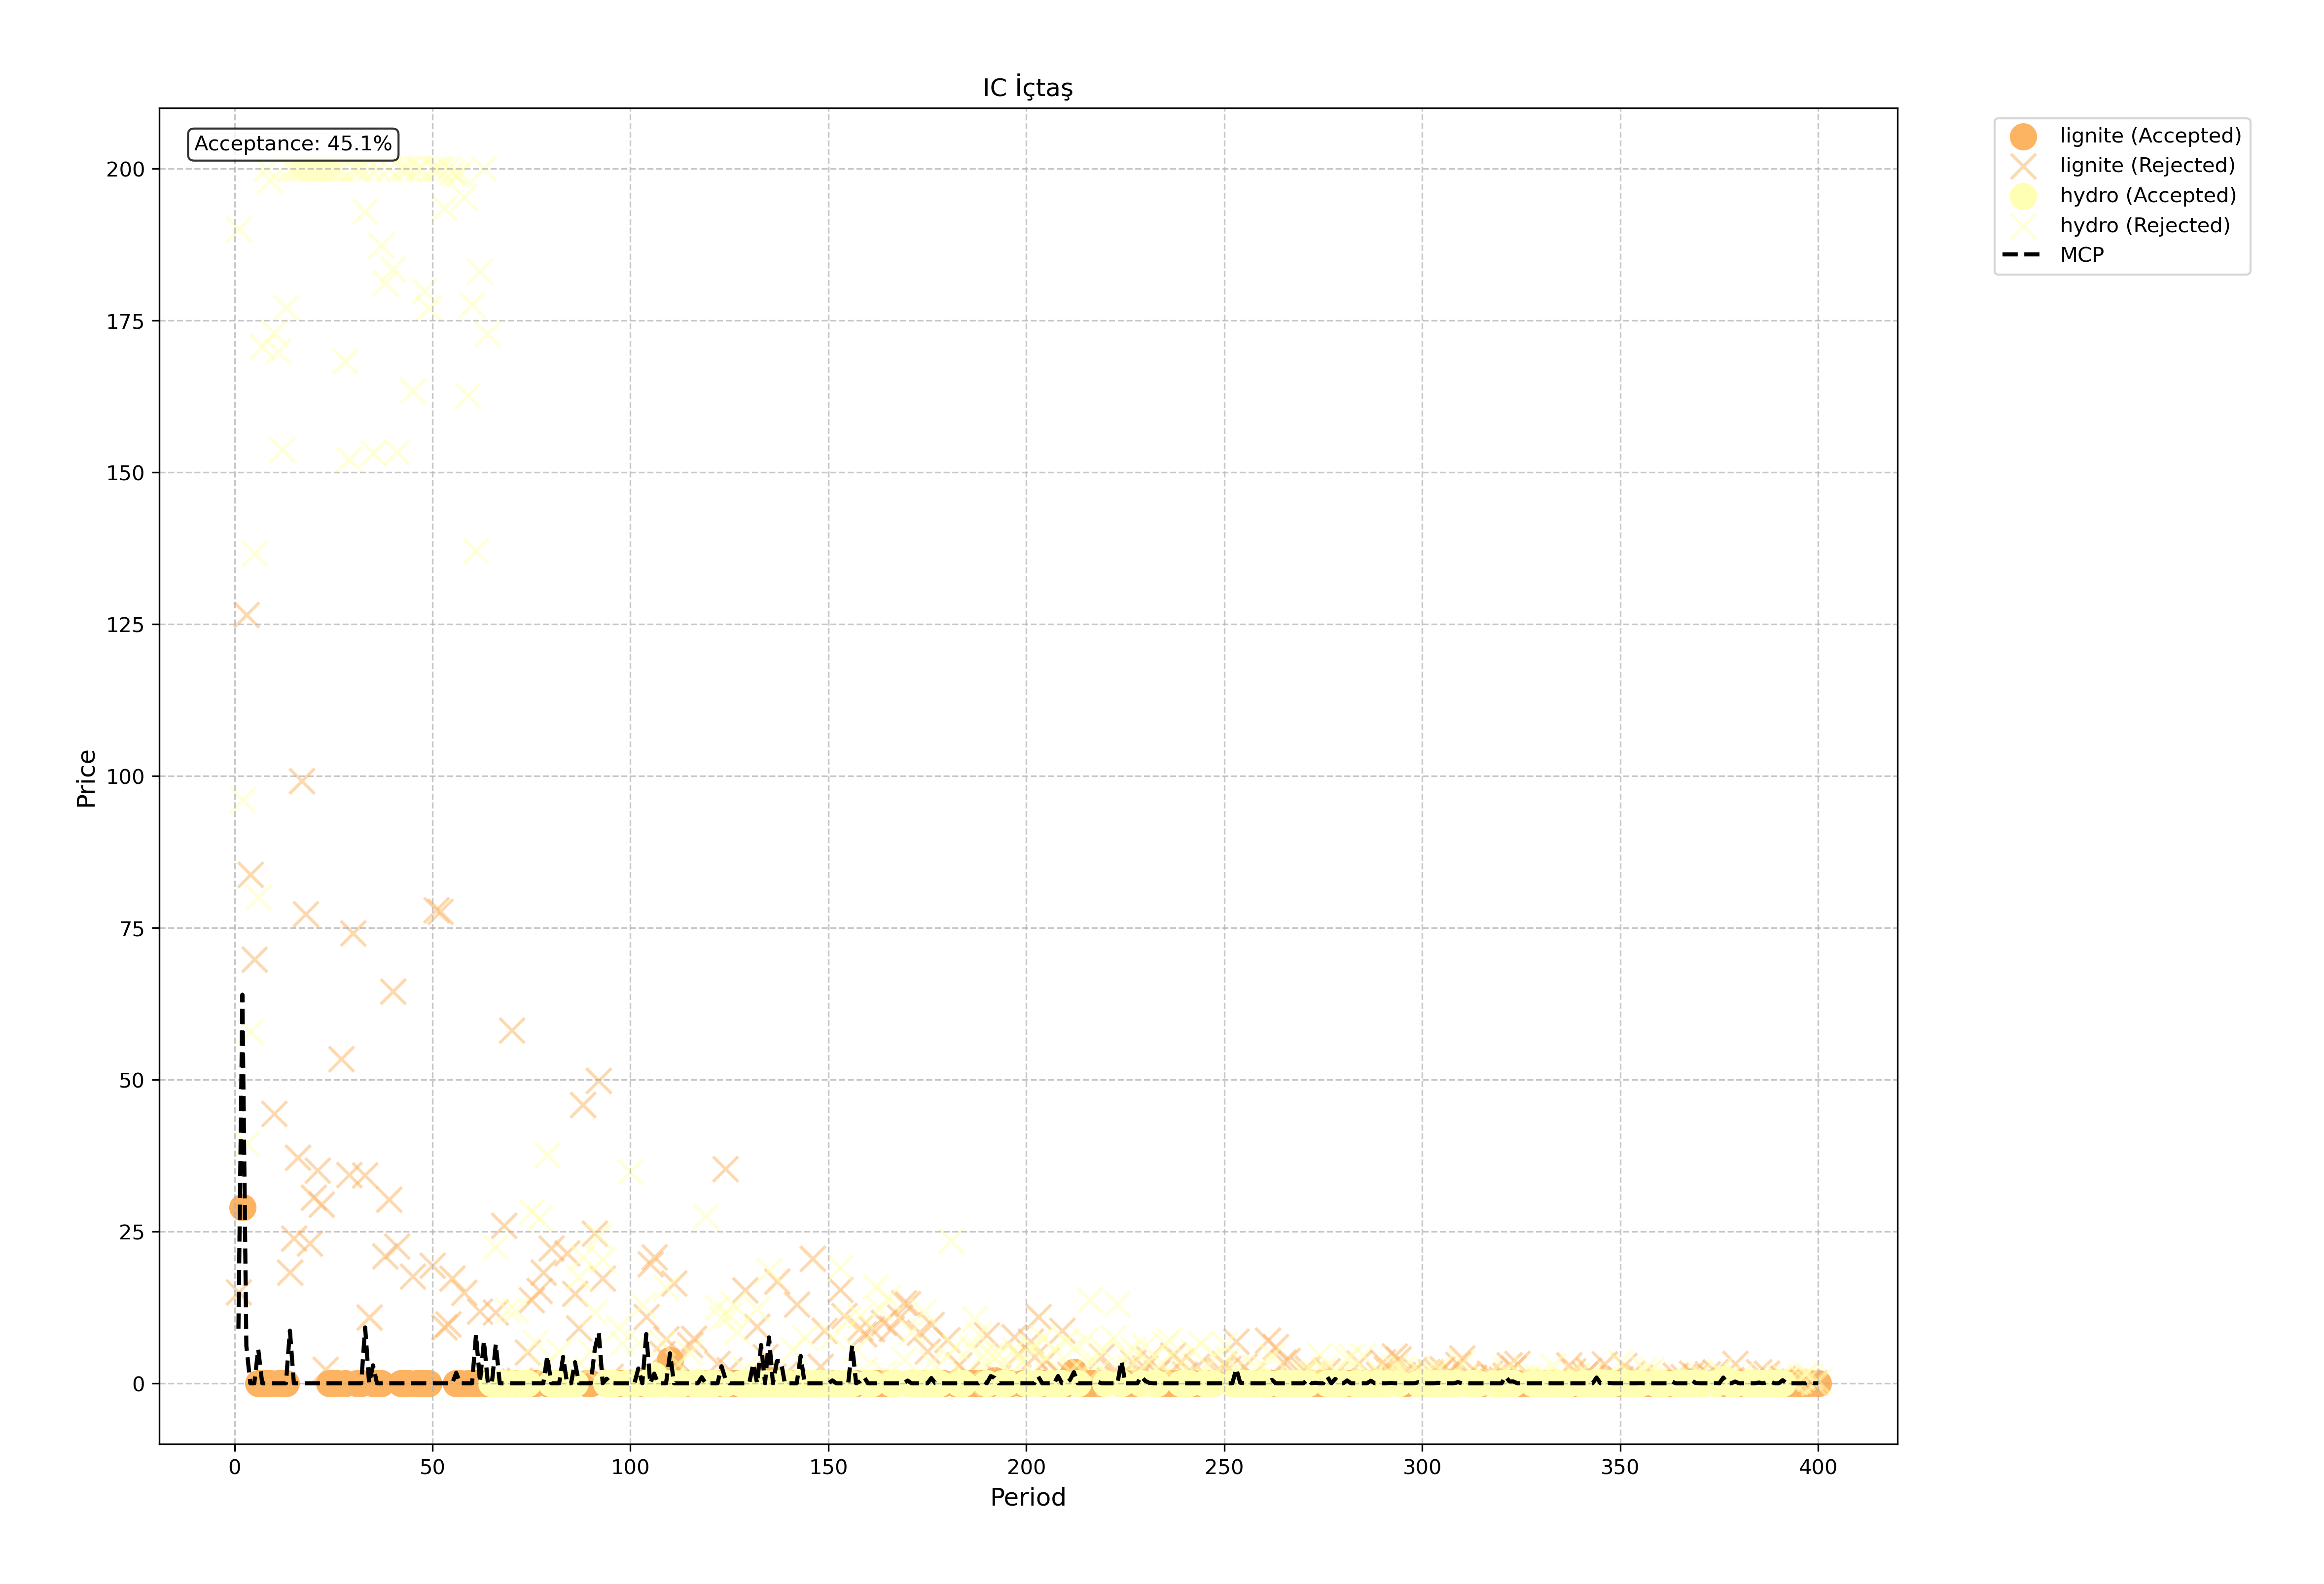 IC İçtaş
Acceptance: 45.1%
lignite (Accepted)
lignite (Rejected)
hydro (Accepted)
hydro (Rejected)
MCP
200
175
150
125
100
75
50
25
0
Price
0 50 100 150 200 250 300 350 400
Period